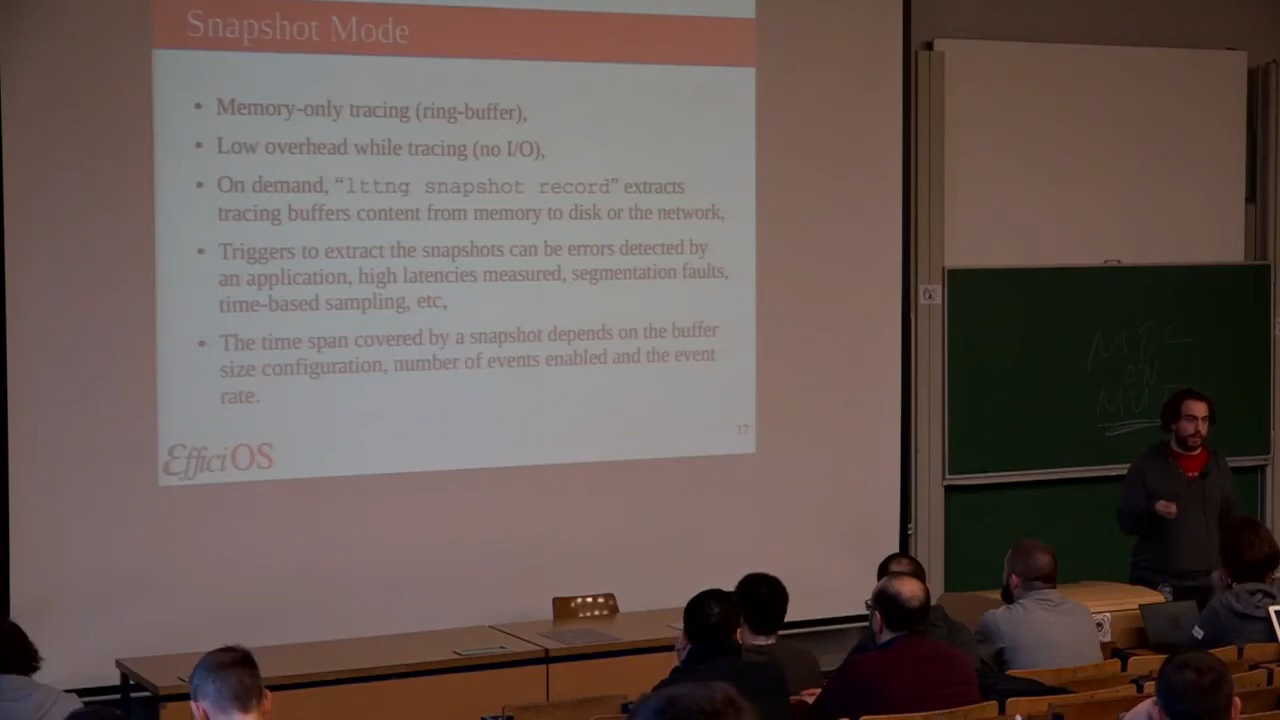 Snapshot Mode
• Memory-only tracing (ring-buffer),
• Low overhead while tracing (no I/O),
• On demand, “lttng snapshot record” extracts
tracing buffers content from memory to disk or the network,
• Triggers to extract the snapshots can be errors detected by
an application, high latencies measured, segmentation faults,
time-based sampling, etc,
• The time span covered by a snapshot depends on the buffer
size configuration, number of events enabled and the event
rate.
17
EfficiOS
ON